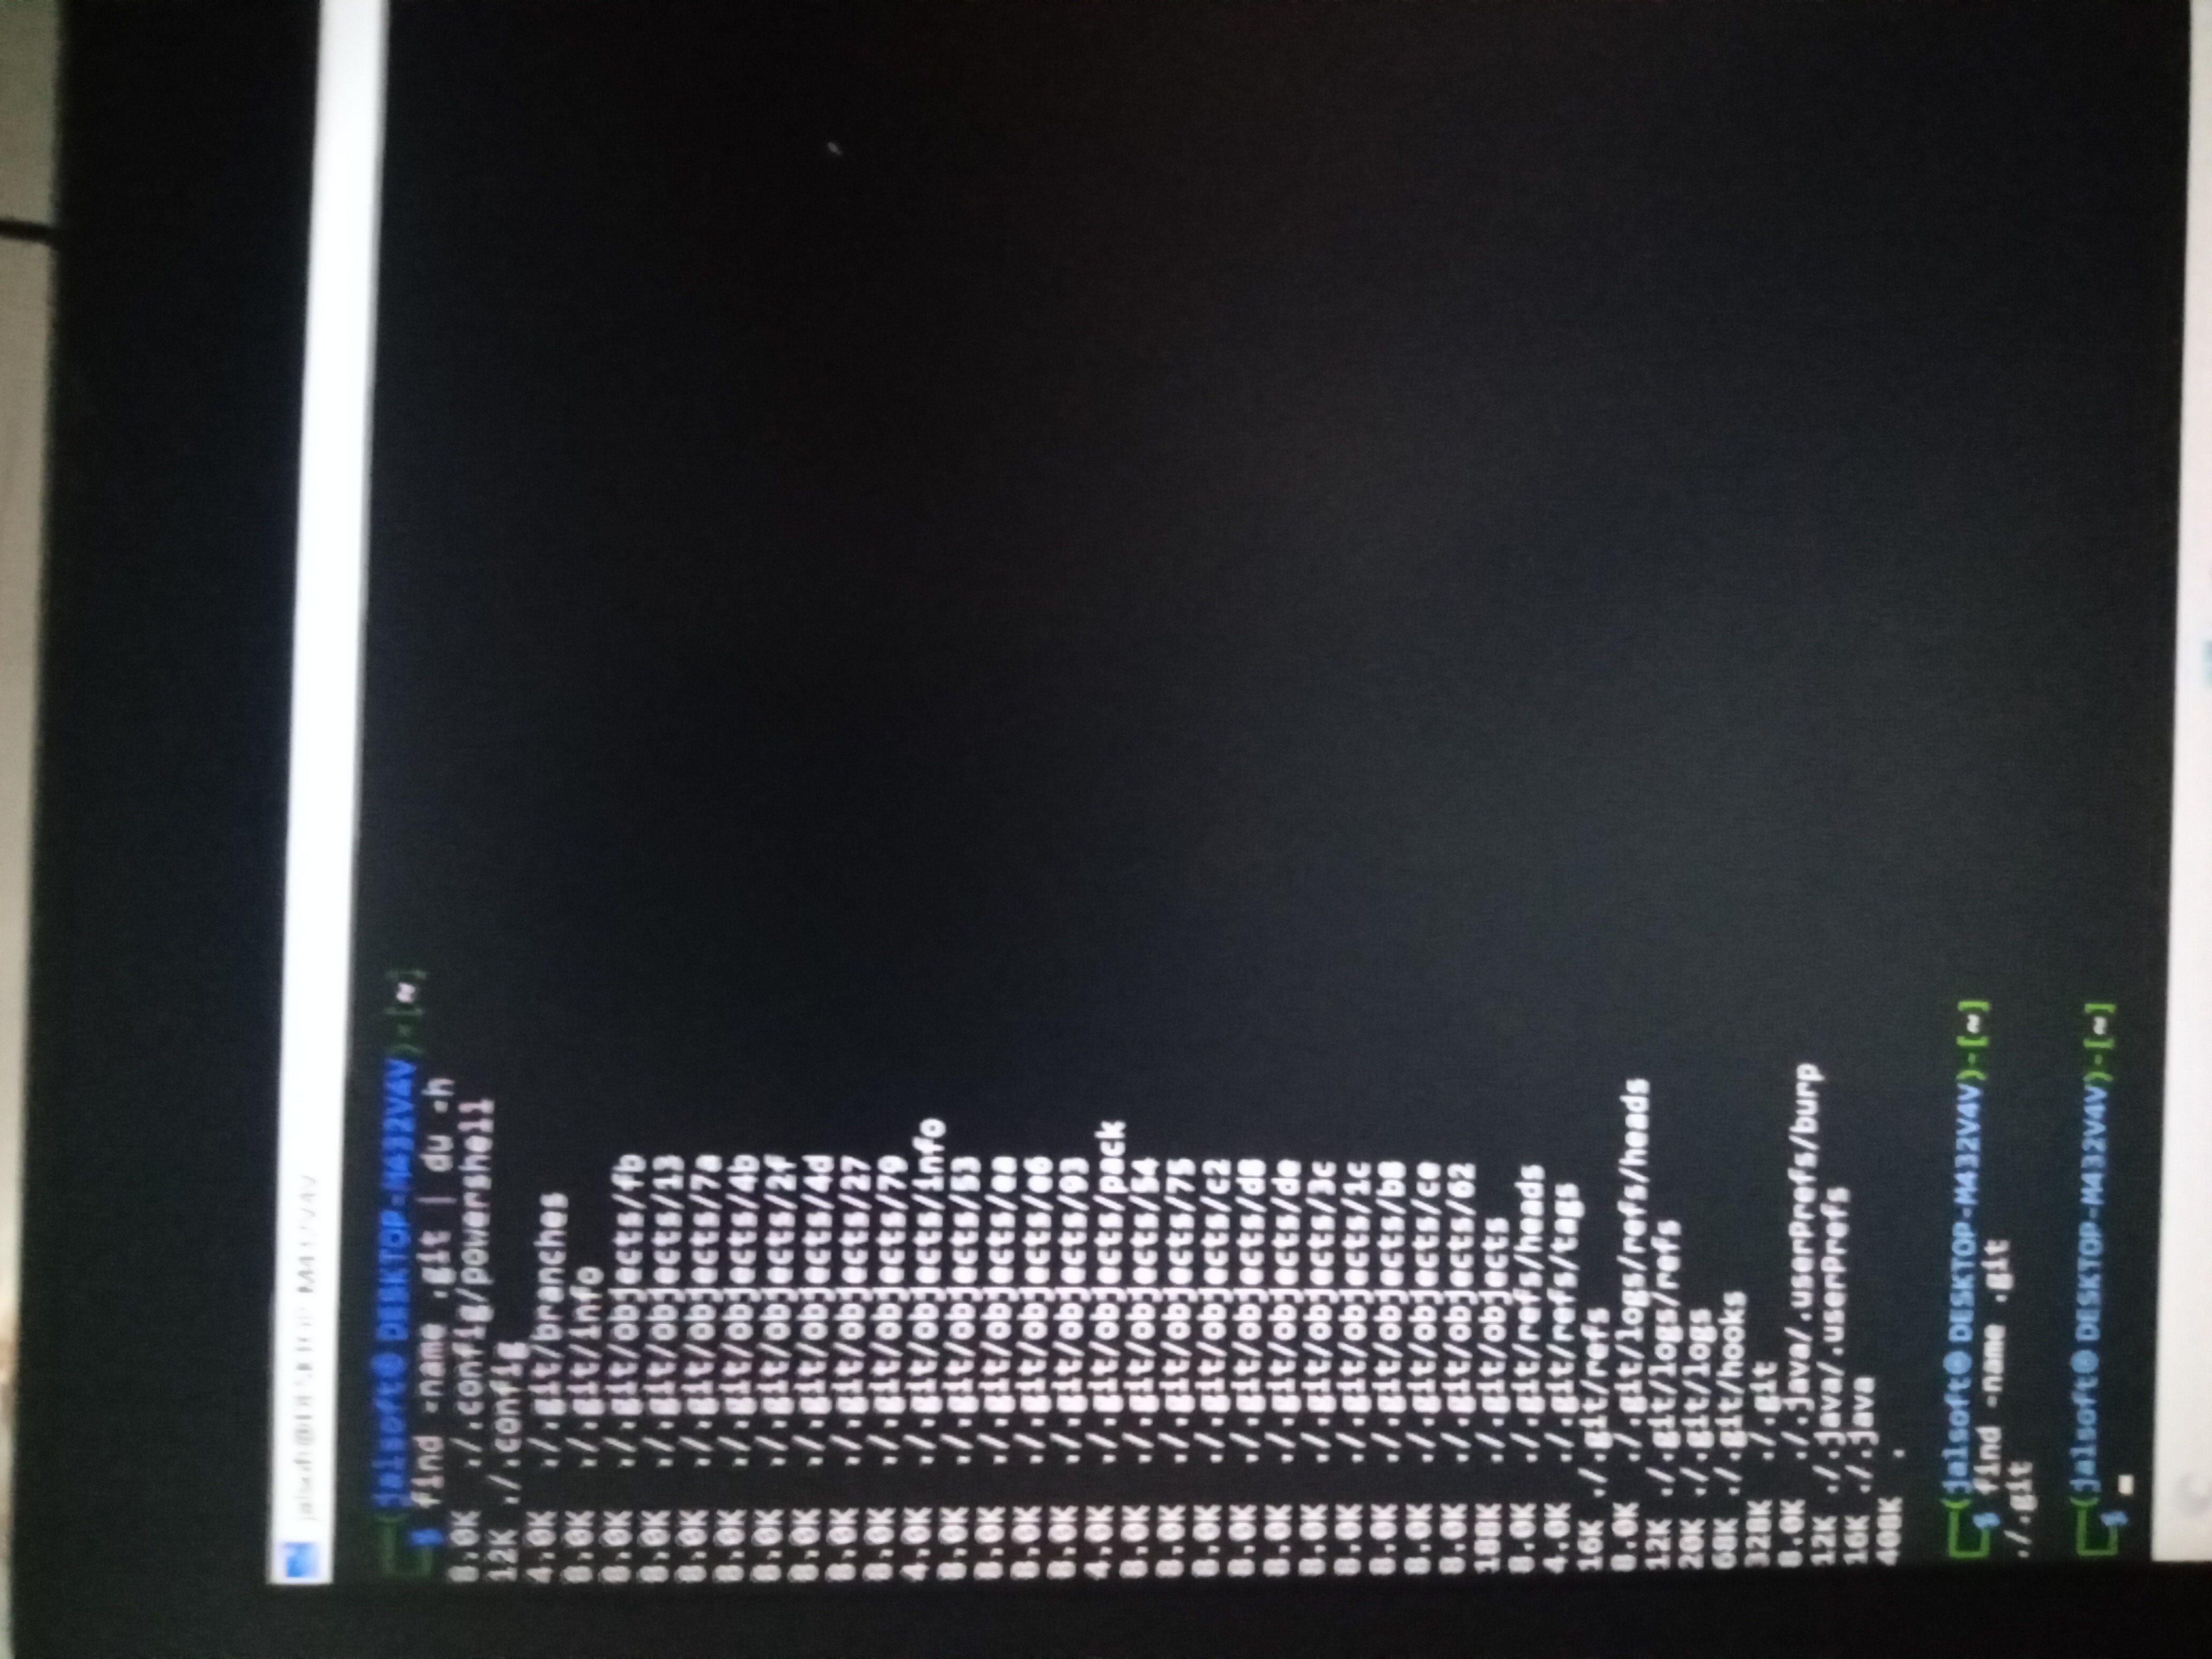 jalsoft@DESKTOP-M432V4V
┌──(jalsoft㉿DESKTOP-M432V4V)-[~]
└─$ find -name .git | du -h
8.0K	./.config/powershell
12K	./.config
4.0K	./.git/branches
8.0K	./.git/info
8.0K	./.git/objects/fb
8.0K	./.git/objects/13
8.0K	./.git/objects/7a
8.0K	./.git/objects/4b
8.0K	./.git/objects/2f
8.0K	./.git/objects/4d
8.0K	./.git/objects/27
8.0K	./.git/objects/79
4.0K	./.git/objects/info
8.0K	./.git/objects/53
8.0K	./.git/objects/ea
8.0K	./.git/objects/e6
8.0K	./.git/objects/93
4.0K	./.git/objects/pack
8.0K	./.git/objects/54
8.0K	./.git/objects/75
8.0K	./.git/objects/c2
8.0K	./.git/objects/d8
8.0K	./.git/objects/de
8.0K	./.git/objects/3c
8.0K	./.git/objects/1c
8.0K	./.git/objects/b8
8.0K	./.git/objects/ce
8.0K	./.git/objects/62
188K	./.git/objects
8.0K	./.git/refs/heads
4.0K	./.git/refs/tags
16K	./.git/refs
8.0K	./.git/logs/refs/heads
12K	./.git/logs/refs
20K	./.git/logs
68K	./.git/hooks
328K	./.git
8.0K	./.java/.userPrefs/burp
12K	./.java/.userPrefs
16K	./.java
408K	.
┌──(jalsoft㉿DESKTOP-M432V4V)-[~]
└─$ find -name .git
./.git
┌──(jalsoft㉿DESKTOP-M432V4V)-[~]
└─$